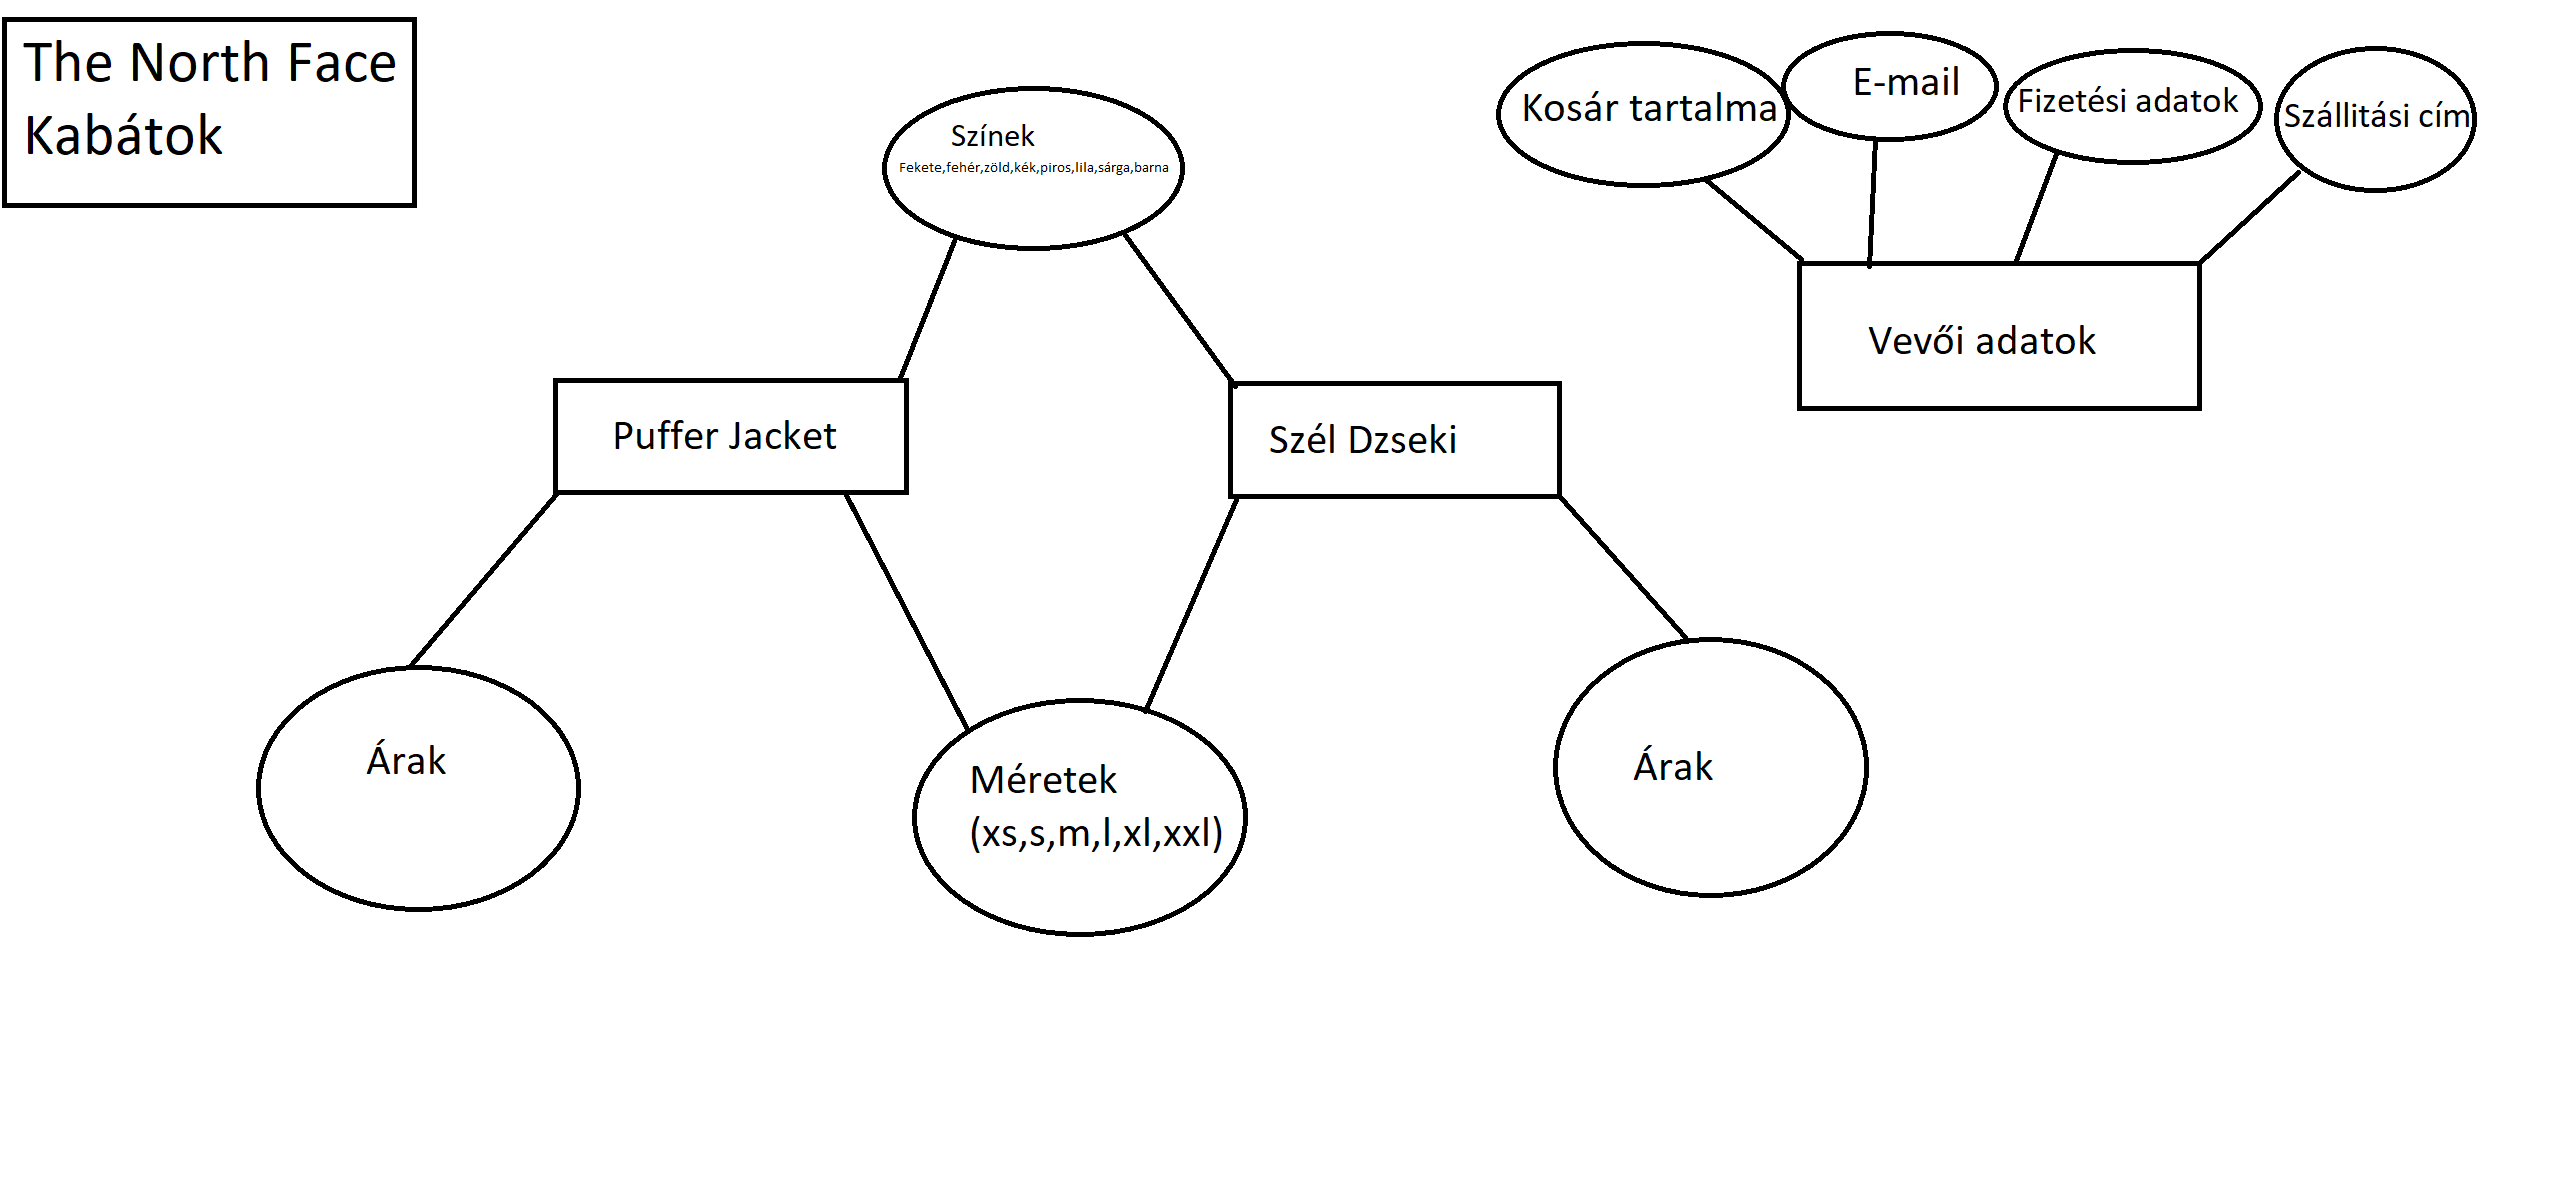 The North Face
Kabátok
Színek
Fekete,fehér,zöld,kék,piros,lila,sárga,barna
Kosár tartalma
E-mail
Fizetési adatok
Szállitási cím
Vevői adatok
Puffer Jacket
Szél Dzseki
Árak
Méretek
(xs,s,m,l,xl,xxl)
Árak